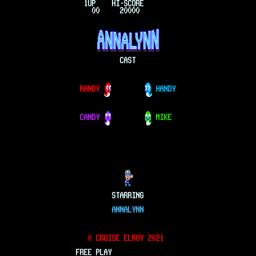 1UP HI-SCORE
00 20000
ANNALYNN
CAST
RANDY HANDY
CANDY MIKE
STARRING
ANNALYNN
© CRUISE ELROY 2021
FREE PLAY